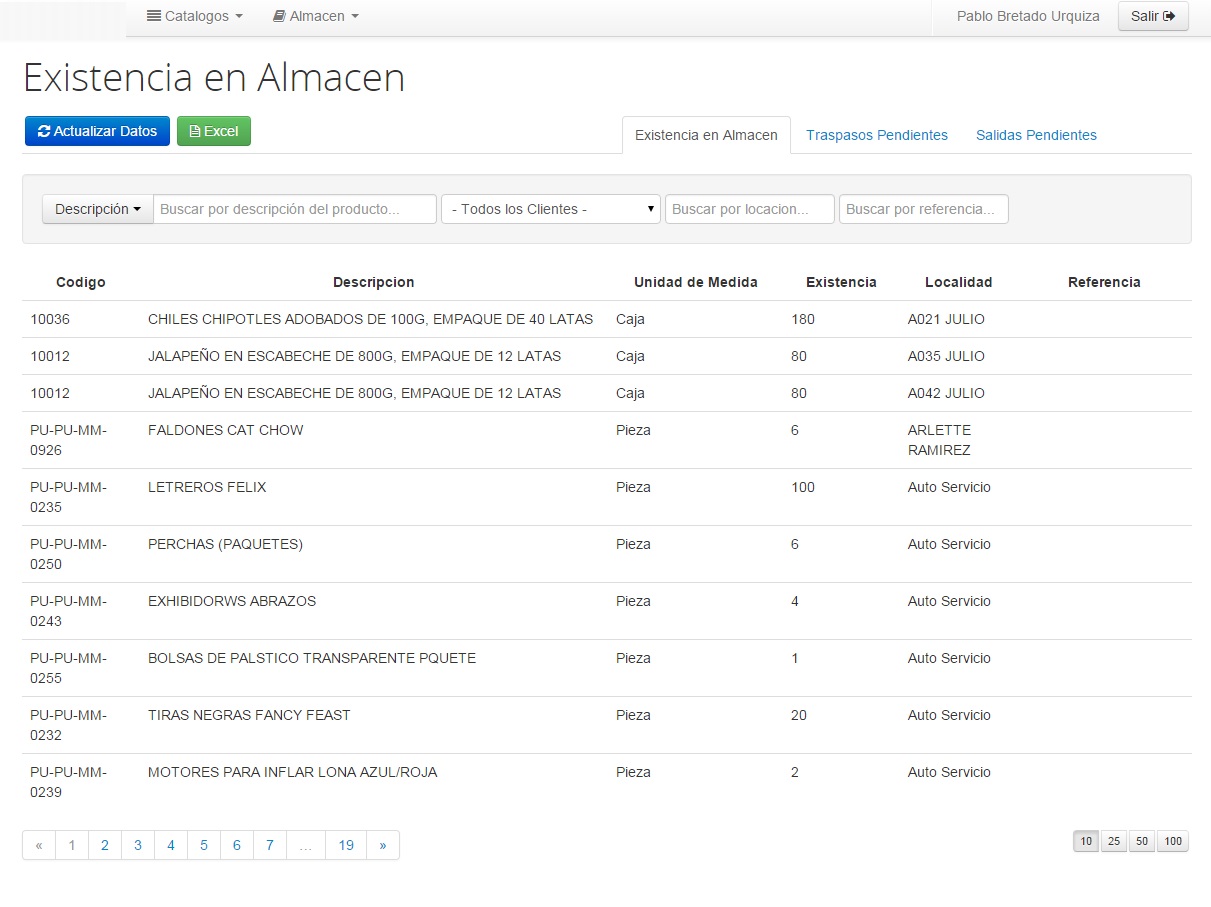 Catalogos Almacen Pablo Bretado Urquiza Salir
Existencia en Almacen
Actualizar Datos Excel Existencia en Almacen Traspasos Pendientes Salidas Pendientes
Descripción Buscar por descripción del producto... - Todos los Clientes - Buscar por locacion... Buscar por referencia...
Codigo Descripcion Unidad de Medida Existencia Localidad Referencia
10036 CHILES CHIPOTLES ADOBADOS DE 100G, EMPAQUE DE 40 LATAS Caja 180 A021 JULIO
10012 JALAPEÑO EN ESCABECHE DE 800G, EMPAQUE DE 12 LATAS Caja 80 A035 JULIO
10012 JALAPEÑO EN ESCABECHE DE 800G, EMPAQUE DE 12 LATAS Caja 80 A042 JULIO
PU-PU-MM- FALDONES CAT CHOW Pieza 6 ARLETTE
0926 RAMIREZ
PU-PU-MM- LETREROS FELIX Pieza 100 Auto Servicio
0235
PU-PU-MM- PERCHAS (PAQUETES) Pieza 6 Auto Servicio
0250
PU-PU-MM- EXHIBIDORWS ABRAZOS Pieza 4 Auto Servicio
0243
PU-PU-MM- BOLSAS DE PALSTICO TRANSPARENTE PQUETE Pieza 1 Auto Servicio
0255
PU-PU-MM- TIRAS NEGRAS FANCY FEAST Pieza 20 Auto Servicio
0232
PU-PU-MM- MOTORES PARA INFLAR LONA AZUL/ROJA Pieza 2 Auto Servicio
0239
« 1 2 3 4 5 6 7 ... 19 » 10 25 50 100